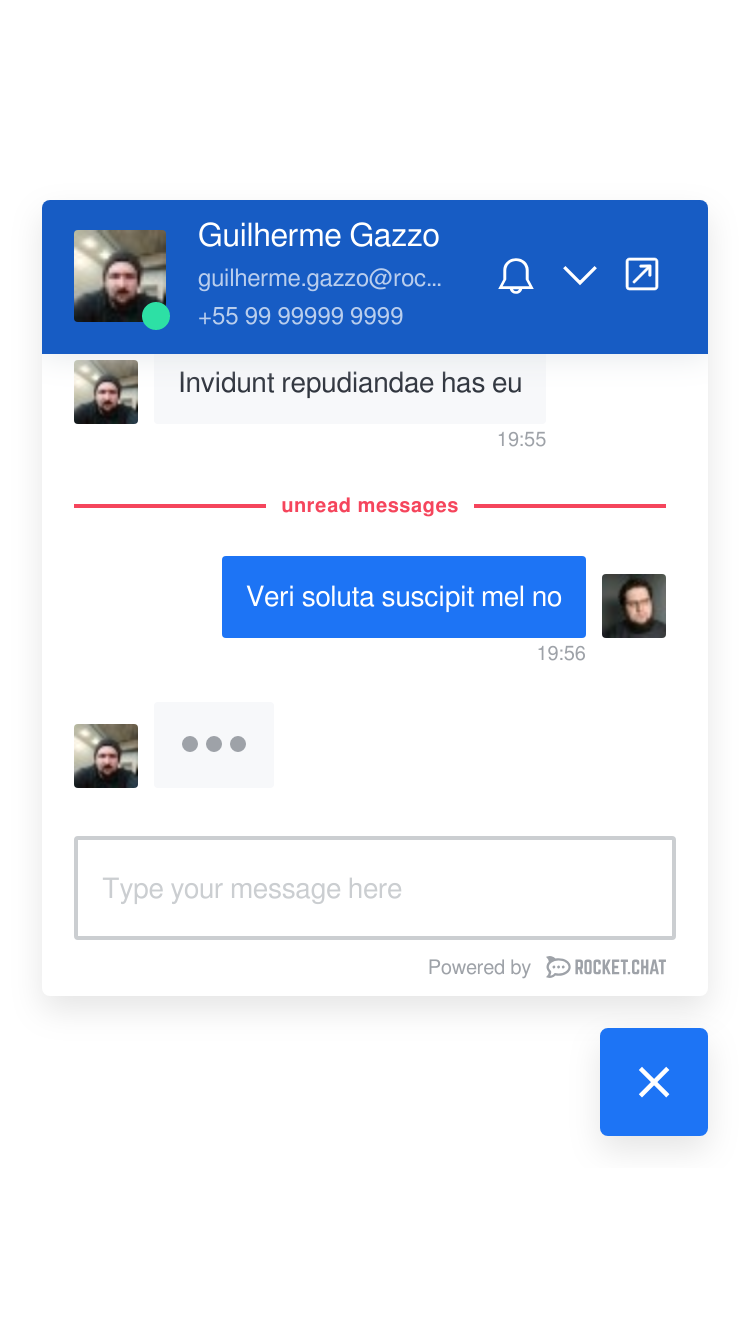 Guilherme Gazzo
guilherme.gazzo@roc...
+55 99 99999 9999
Invidunt repudiandae has eu
19:55
unread messages
Veri soluta suscipit mel no
19:56
Type your message here
Powered by ROCKET.CHAT